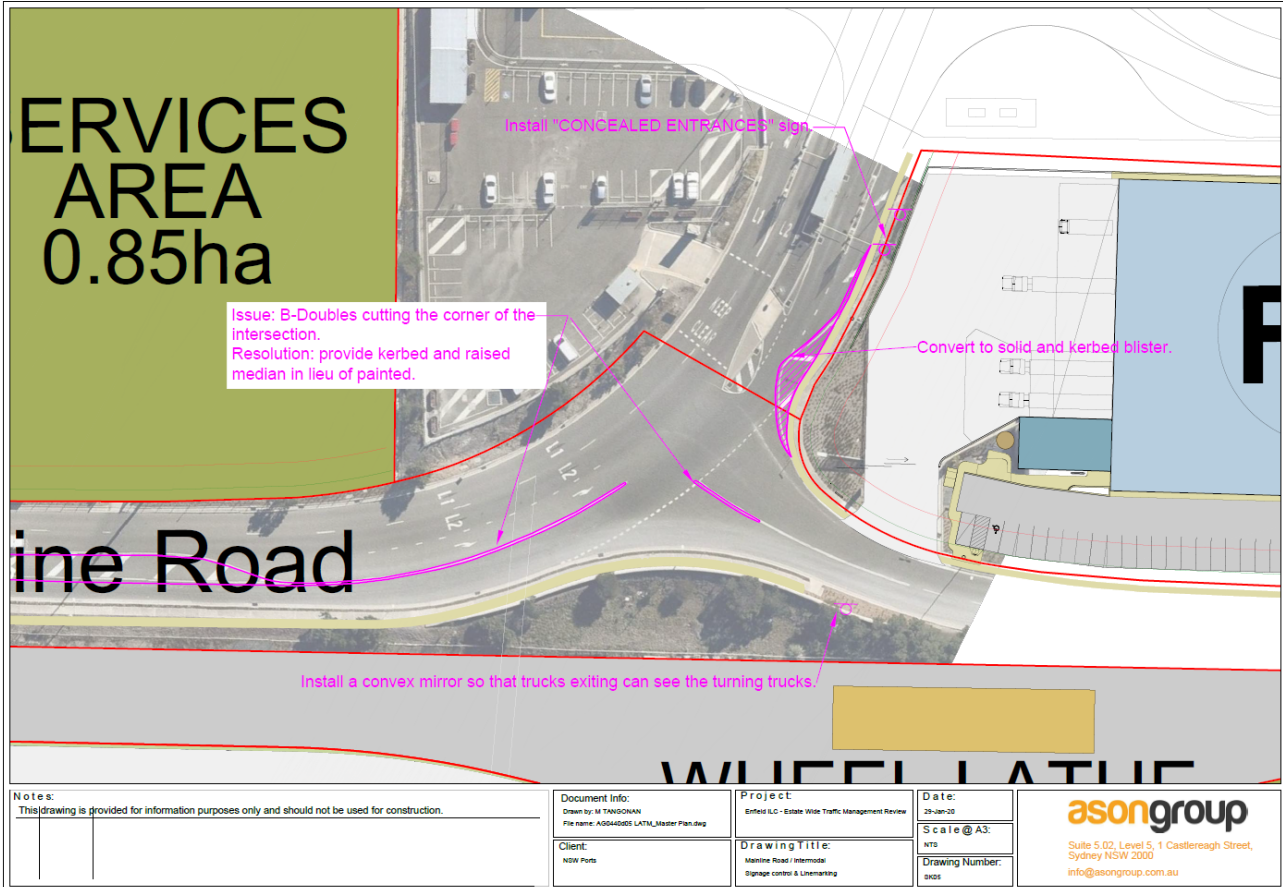 SERVICES
AREA
0.85ha
Install "CONCEALED ENTRANCES" sign.
Issue: B-Doubles cutting the corner of the
intersection.
Resolution: provide kerbed and raised
median in lieu of painted.
Convert to solid and kerbed blister.
L1 L2
L1
L2
ine Road
Install a convex mirror so that trucks exiting can see the turning trucks.
WHEEL LATHE
Notes:
This drawing is provided for information purposes only and should not be used for construction.
Document Info:
Drawn by: M TANGONAN
File name: AG0440d05 LATM_Master Plan.dwg
Client:
NSW Ports
Project:
Enfield ILC - Estate Wide Traffic Management Review
Drawing Title:
Mainline Road / Intermodal
Signage control & Linemarking
Date:
29-Jan-20
Scale @ A3:
NTS
Drawing Number:
SK05
asongroup
Suite 5.02, Level 5, 1 Castlereagh Street,
Sydney NSW 2000
info@asongroup.com.au